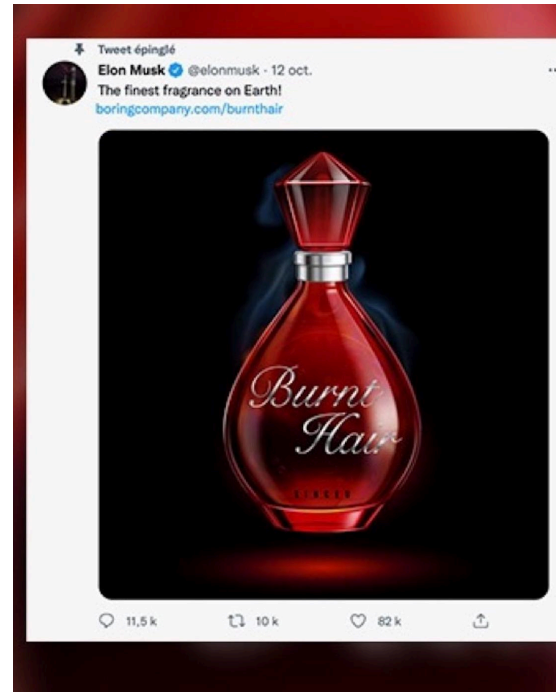 Tweet épinglé
Elon Musk @elonmusk · 12 oct.
The finest fragrance on Earth!
boringcompany.com/burnthair
Burnt
Hair
SINGED
11,5 k 10 k 82 k